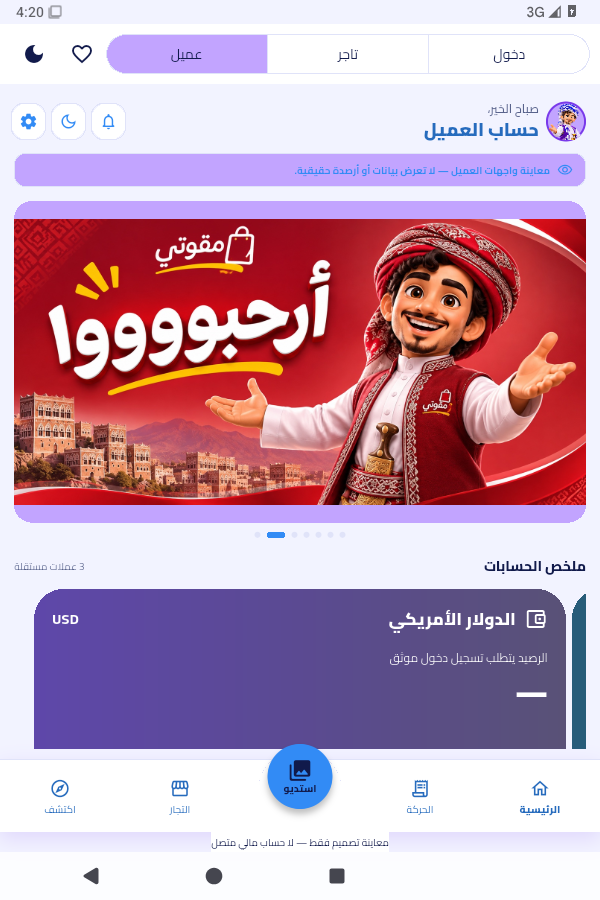 4:20
3G
دخول
تاجر
عميل
صباح الخير،
حساب العميل
معاينة واجهات العميل — لا تعرض بيانات أو أرصدة حقيقية.
مقوتي
أرحبوووووا
مقوتي
ملخص الحسابات
3 عملات مستقلة
الدولار الأمريكي
USD
الرصيد يتطلب تسجيل دخول موثق
—
الرئيسية
الحركة
استديو
التجار
اكتشف
معاينة تصميم فقط — لا حساب مالي متصل